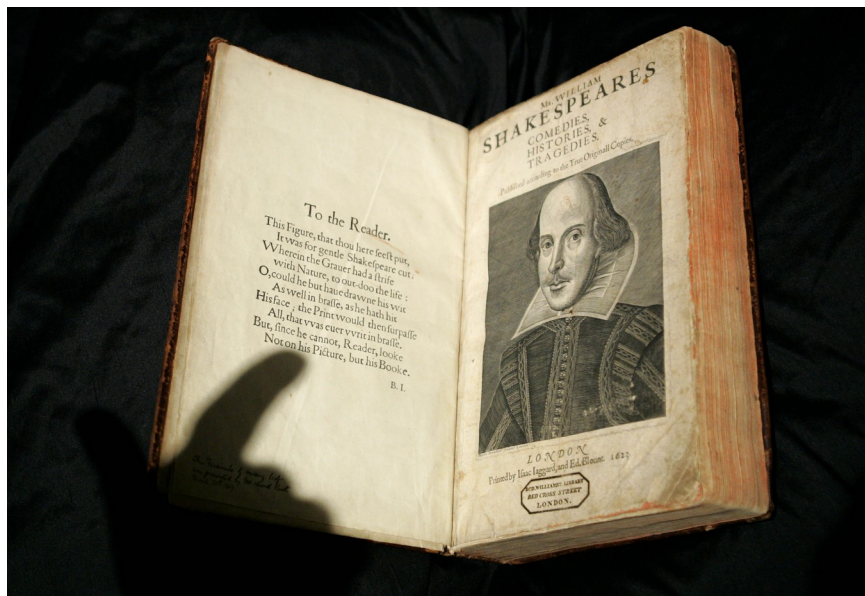 To the Reader.
This Figure, that thou here seeſt put,
It was for gentle Shakeſpeare cut:
Wherein the Grauer had a ſtrife
with Nature, to out-doo the life :
O, could he but haue drawne his wit
As well in braſſe, as he hath hit
His face ; the Print would then ſurpaſſe
All, that vvas euer vvrit in braſſe.
But, ſince he cannot, Reader, looke
Not on his Picture, but his Booke.
B. I.
Mr. WILLIAM
SHAKESPEARES
COMEDIES,
HISTORIES, &
TRAGEDIES.
Publiſhed according to the True Originall Copies.
LONDON
Printed by Iſaac Iaggard, and Ed. Blount. 1623
DR. WILLIAMS' LIBRARY
RED CROSS STREET
LONDON.